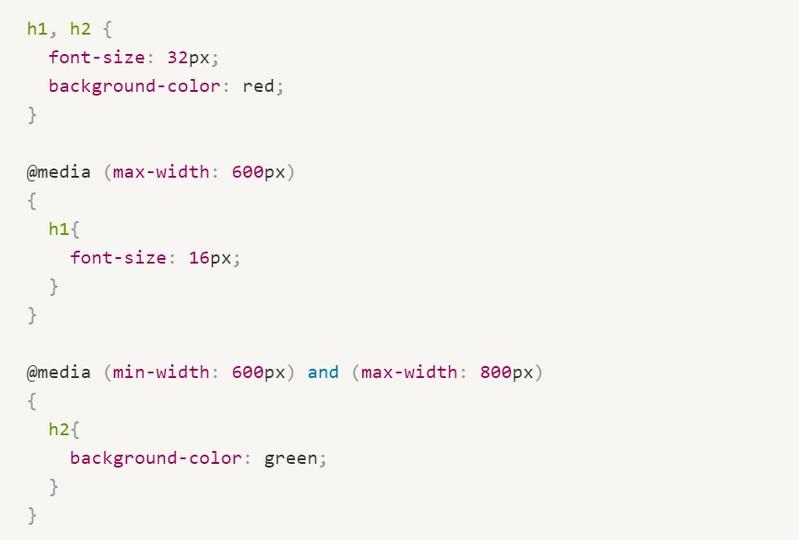 h1, h2 {
  font-size: 32px;
  background-color: red;
}

@media (max-width: 600px)
{
  h1{
    font-size: 16px;
  }
}

@media (min-width: 600px) and (max-width: 800px)
{
  h2{
    background-color: green;
  }
}